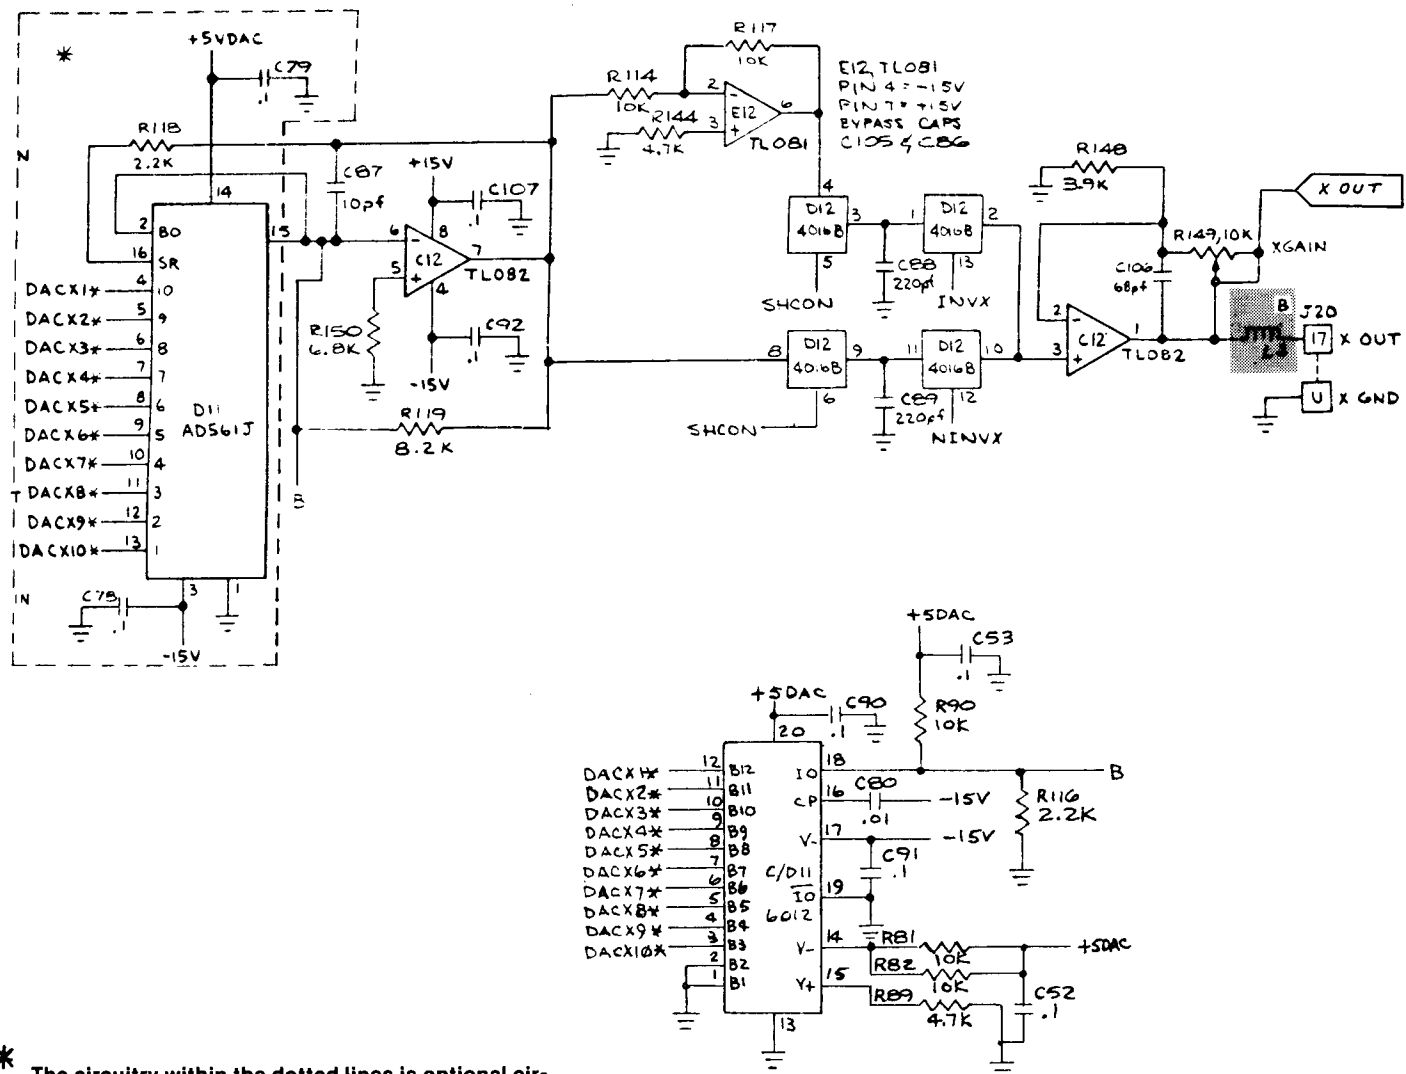 *
+5VDAC
C79
.1
R118
2.2K
N
C87
10pf
14
2 BO
15
16 SR
DACX1* 4 10
DACX2* 5 9
DACX3* 6 8
DACX4* 7 7
DACX5* 8 6
DACX6* 9 5
DACX7* 10 4
T DACX8* 11 3
DACX9* 12 2
DACX10* 13 1
D11
AD561J
3
1
IN
C78
.1
-15V
B
+15V
C107
.1
6
8
7
-
C12
5
+
4
TL082
R150
6.8K
C92
.1
-15V
R119
8.2K
R117
10K
R114
10K
2
-
E12
6
3
+
R144
4.7K
TL081
E12, TL081
PIN 4 = -15V
PIN 7 = +15V
BYPASS CAPS
C105 & C86
4
D12
4016B
3
5
SHCON
C88
220pf
1
D12
4016B
2
13
INVX
8
D12
4016B
9
6
SHCON
C89
220pf
11
D12
4016B
10
12
NINVX
R148
3.9K
R149, 10K
XGAIN
X OUT
C106
68pf
2
-
C12
1
3
+
TL082
B
L3
J20
17 X OUT
U X GND
+5DAC
C53
.1
R90
10K
+5DAC
C90
.1
20
DACX1* 12 B12
DACX2* 11 B11
DACX3* 10 B10
DACX4* 9 B9
DACX5* 8 B8
DACX6* 7 B7
DACX7* 6 B6
DACX8* 5 B5
DACX9* 4 B4
DACX10* 3 B3
2 B2
1 B1
IO 18
B
CP 16
C80
.01
-15V
R116
2.2K
V- 17
-15V
C91
.1
C/D11
IO 19
6012
V- 14
R81
10K
+5DAC
R82
10K
V+ 15
R89
4.7K
C52
.1
13
* The circuitry within the dotted lines is optional cir-